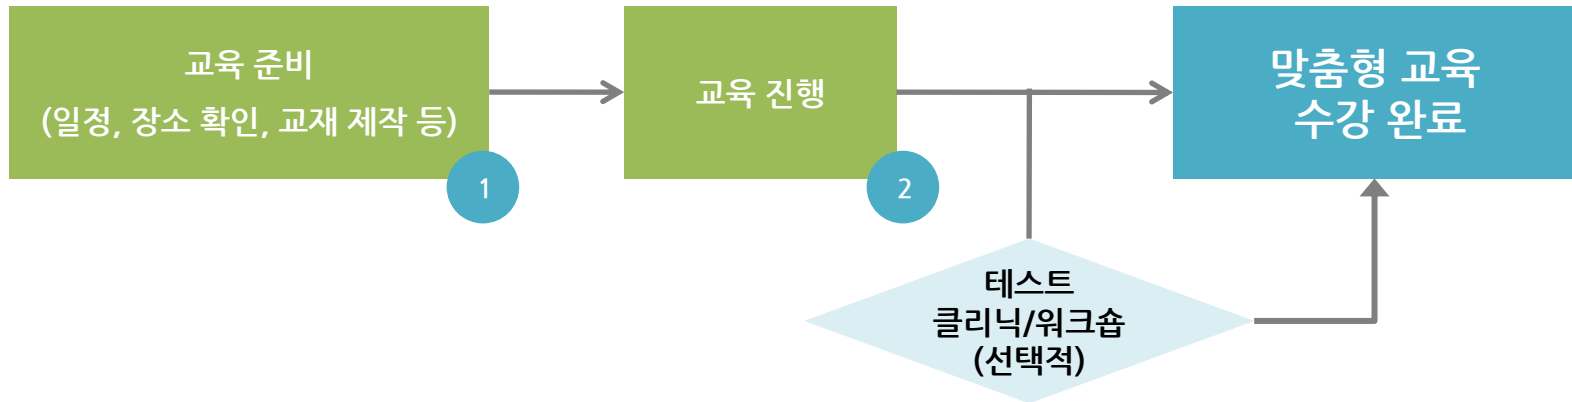 교육 준비
(일정, 장소 확인, 교재 제작 등)
1
교육 진행
2
맞춤형 교육
수강 완료
테스트
클리닉/워크숍
(선택적)